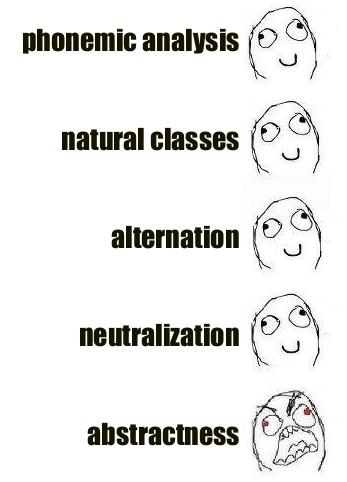 phonemic analysis
natural classes
alternation
neutralization
abstractness